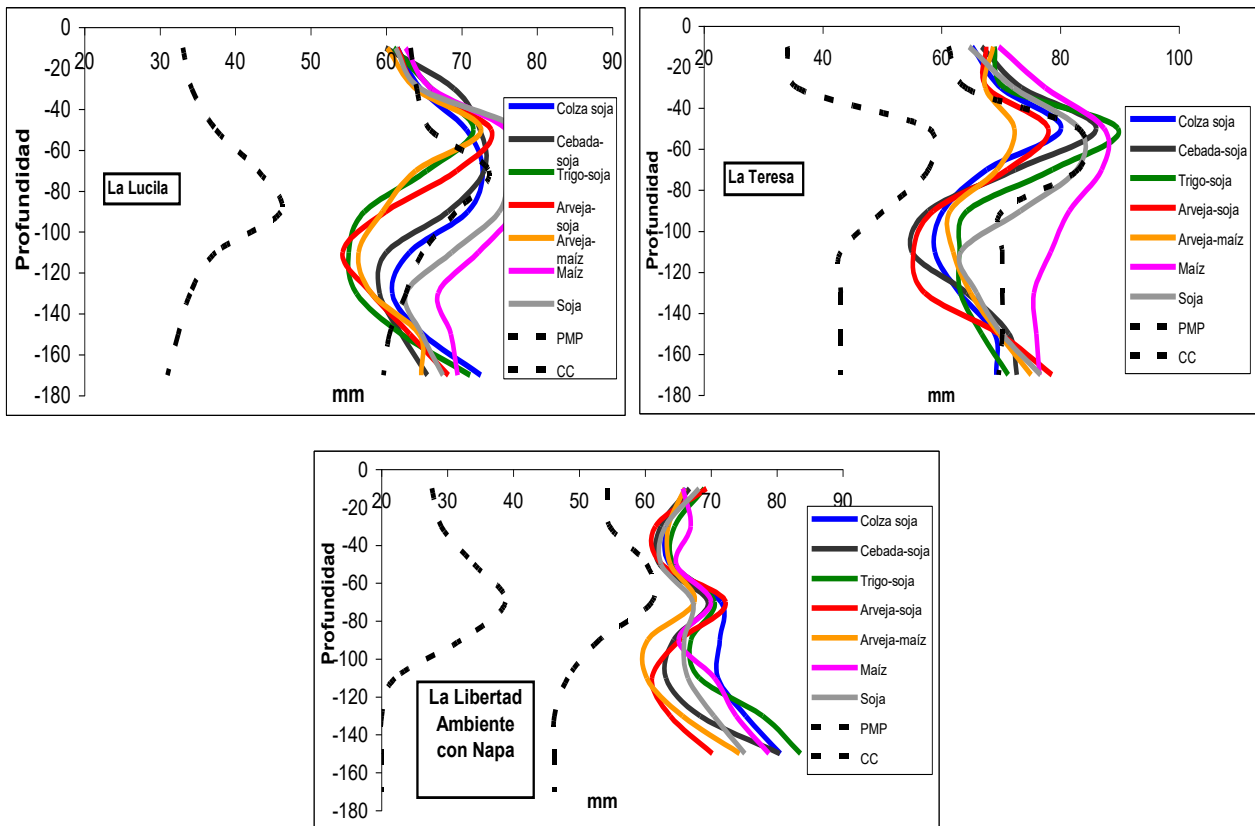 0
20 30 40 50 60 70 80 90
-20
-40
-60
-80
-100
-120
-140
-160
-180
Profundidad
mm
La Lucila
Colza soja
Cebada-
soja
Trigo-soja
Arveja-
soja
Arveja-
maíz
Maíz
Soja
PMP
CC
0
20 40 60 80 100
-20
-40
-60
-80
-100
-120
-140
-160
-180
Profundidad
mm
La Teresa
Colza soja
Cebada-soja
Trigo-soja
Arveja-soja
Arveja-maíz
Maíz
Soja
PMP
CC
0
20 30 40 50 60 70 80 90
-20
-40
-60
-80
-100
-120
-140
-160
-180
Profundidad
mm
La Libertad
Ambiente
con Napa
Colza soja
Cebada-soja
Trigo-soja
Arveja-soja
Arveja-maíz
Maíz
Soja
PMP
CC